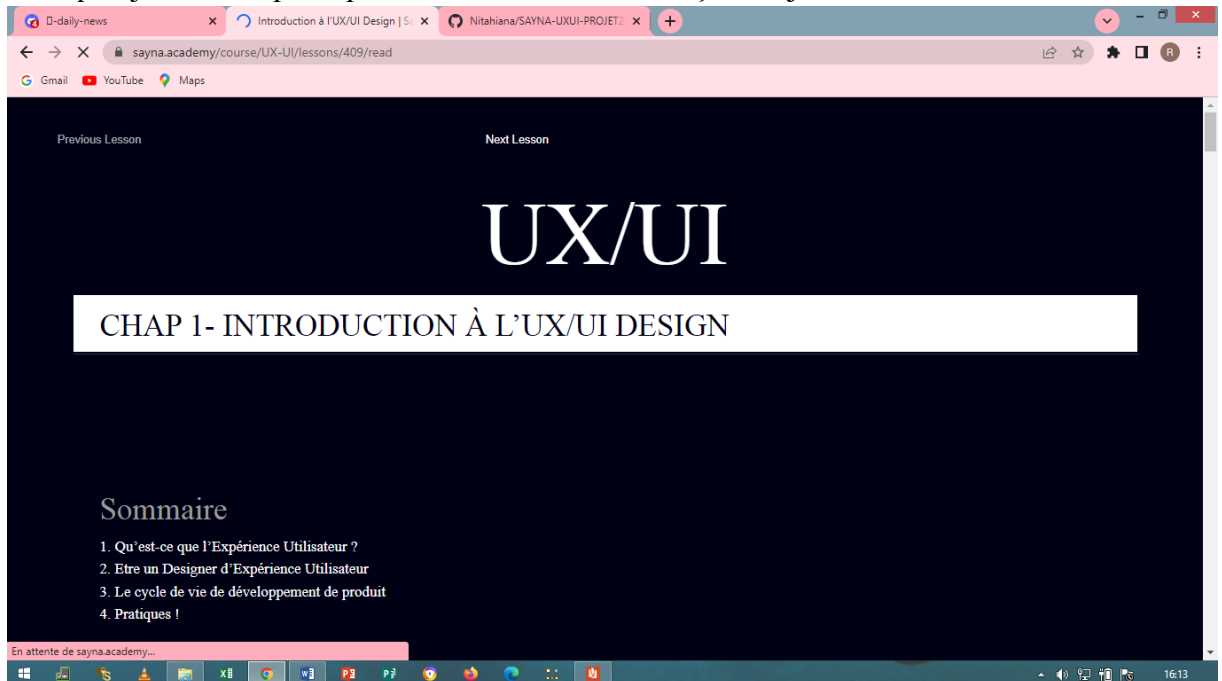 -daily-news
Introduction à l'UX/UI Design | Sa
Nitahiana/SAYNA-UXUI-PROJET2
sayna.academy/course/UX-UI/lessons/409/read
R
Gmail
YouTube
Maps
Previous Lesson
Next Lesson
UX/UI
CHAP 1- INTRODUCTION À L’UX/UI DESIGN
Sommaire
1. Qu’est-ce que l’Expérience Utilisateur ?
2. Etre un Designer d’Expérience Utilisateur
3. Le cycle de vie de développement de produit
4. Pratiques !
En attente de sayna.academy...
16:13